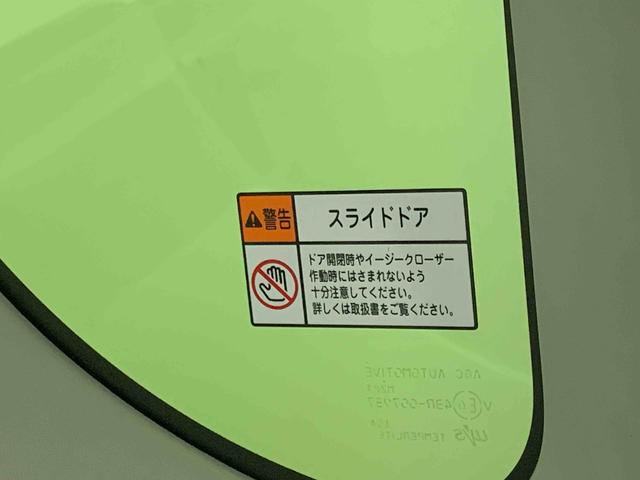 警告
スライドドア
ドア開閉時やイージークローザー
作動時にはさまれないよう
十分注意してください。
詳しくは取扱書をご覧ください。
AGC AUTOMOTIVE
TEMPERLITE